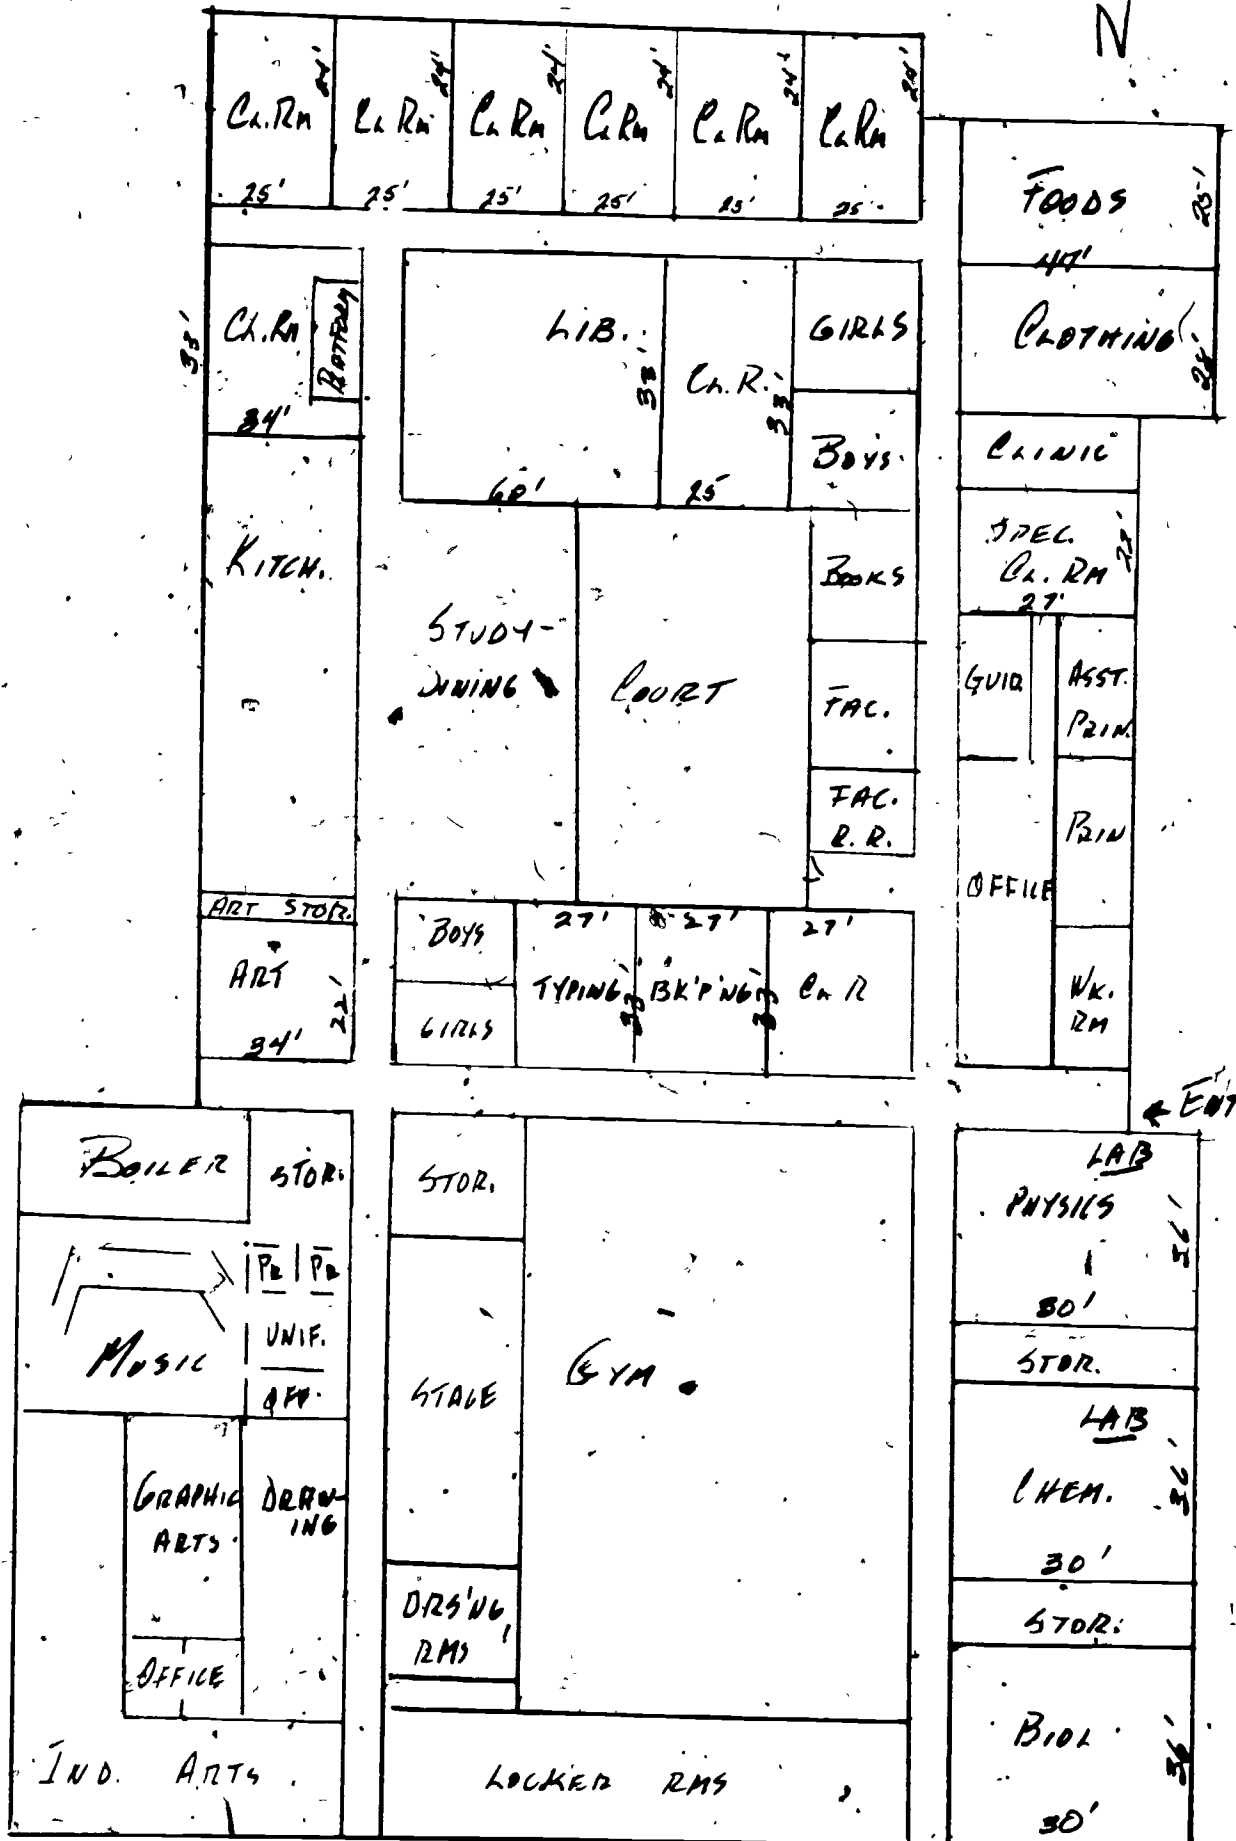 N
24' 24' 24' 24' 24' 24'
CL.RM CL RM CL RM CL RM CL RM CL RM
25' 25' 25' 25' 25' 25'
FOODS 25'
47'
CLOTHING 28'
33' CL.RM
34'
LIB. 33'
60'
CL.R. 33'
25
GIRLS
BOYS
CLINIC
SPEC.
CL. RM
27'
KITCH.
STUDY-
DINING
COURT
BOOKS
FAC.
FAC.
R.R.
GUID.
ASST.
PRIN.
PRIN
OFFICE
WK.
RM
ART STOR.
ART 22'
34'
BOYS
GIRLS
27' 27' 27'
TYPING 33' BK'P'NG 33' CL R
← ENT
BOILER STOR.
PR PR
UNIF.
OFF.
MUSIC
STOR.
STAGE
GYM
LAB
PHYSICS 36'
30'
STOR.
LAB
CHEM. 36'
30'
STOR.
BIOL 36'
30'
GRAPHIC
ARTS
DRAW-
ING
OFFICE
DRS'NG
RMS
IND. ARTS
LOCKER RMS